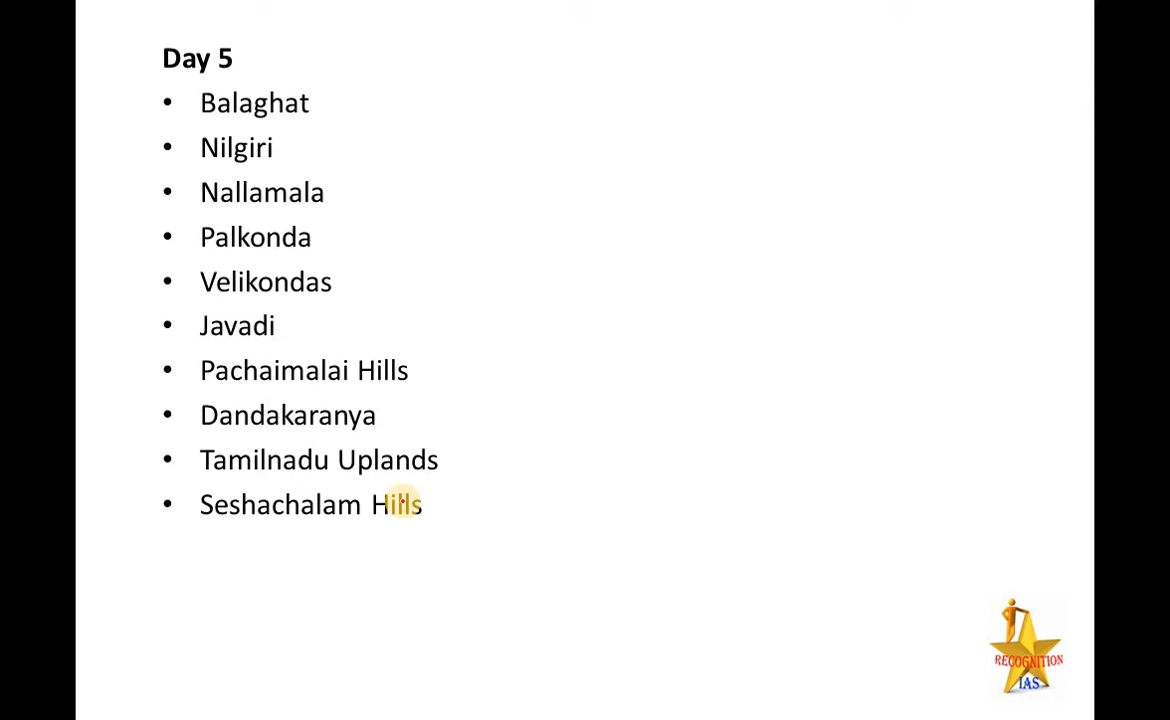 Day 5
• Balaghat
• Nilgiri
• Nallamala
• Palkonda
• Velikondas
• Javadi
• Pachaimalai Hills
• Dandakaranya
• Tamilnadu Uplands
• Seshachalam Hills
RECOGNITION
IAS